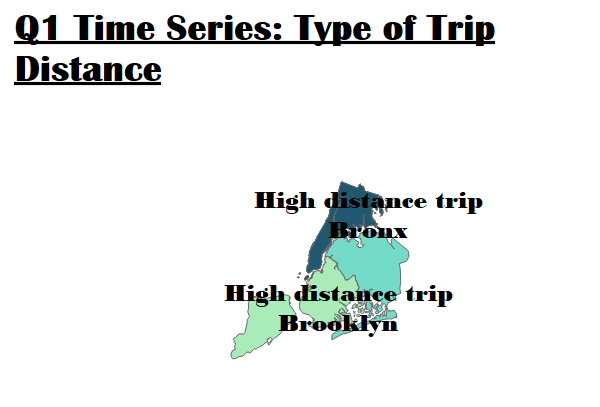 Q1 Time Series: Type of Trip
Distance
High distance trip
Bronx
High distance trip
Brooklyn